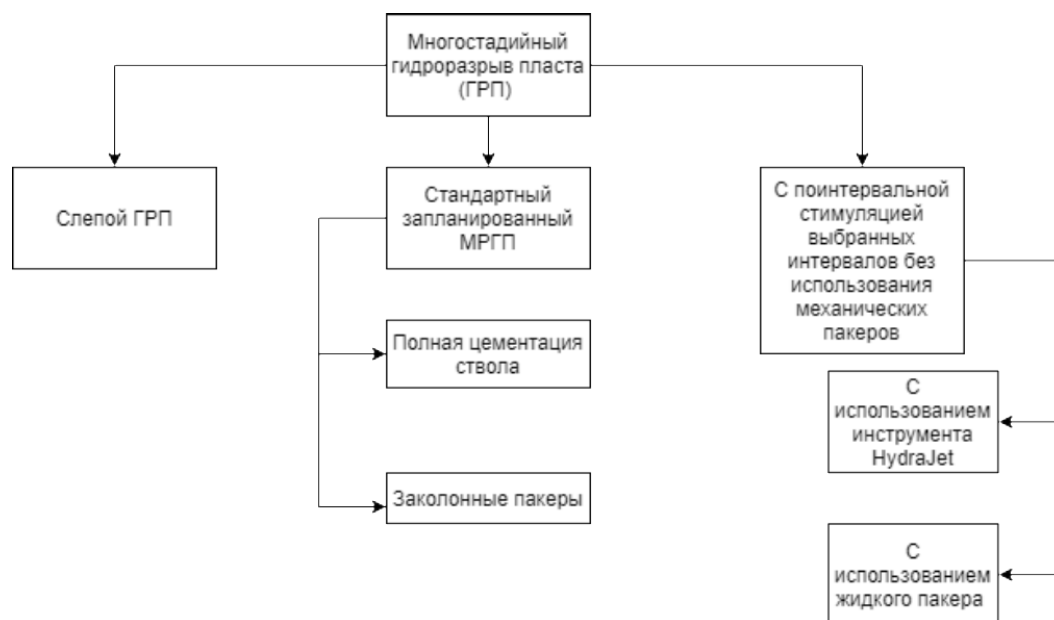 Многостадийный
гидроразрыв пласта
(ГРП)
Слепой ГРП
Стандартный
запланированный
МРГП
С поинтервальной
стимуляцией
выбранных
интервалов без
использования
механических
пакеров
Полная цементация
ствола
С
использованием
инструмента
HydraJet
Заколонные пакеры
С
использованием
жидкого пакера